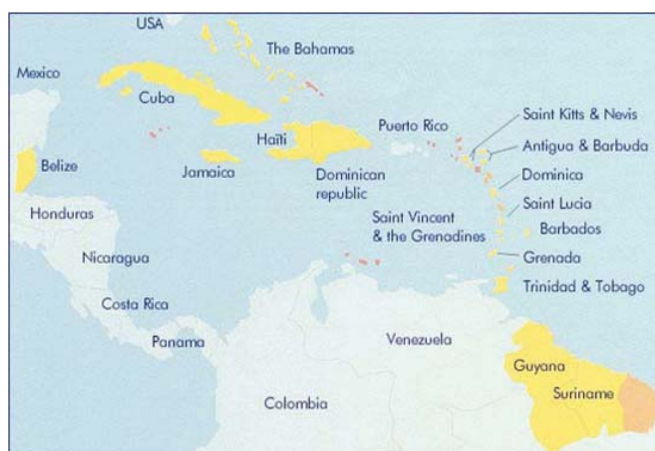 USA
The Bahamas
Mexico
Cuba
Saint Kitts & Nevis
Puerto Rico
Haïti
Antigua & Barbuda
Belize
Jamaica
Dominican
republic
Dominica
Saint Lucia
Honduras
Saint Vincent
& the Grenadines
Barbados
Nicaragua
Grenada
Trinidad & Tobago
Costa Rica
Panama
Venezuela
Guyana
Suriname
Colombia